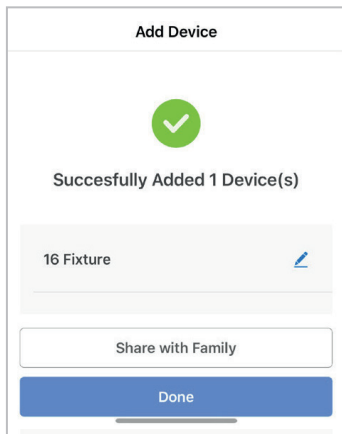 Add Device
Succesfully Added 1 Device(s)
16 Fixture
Share with Family
Done